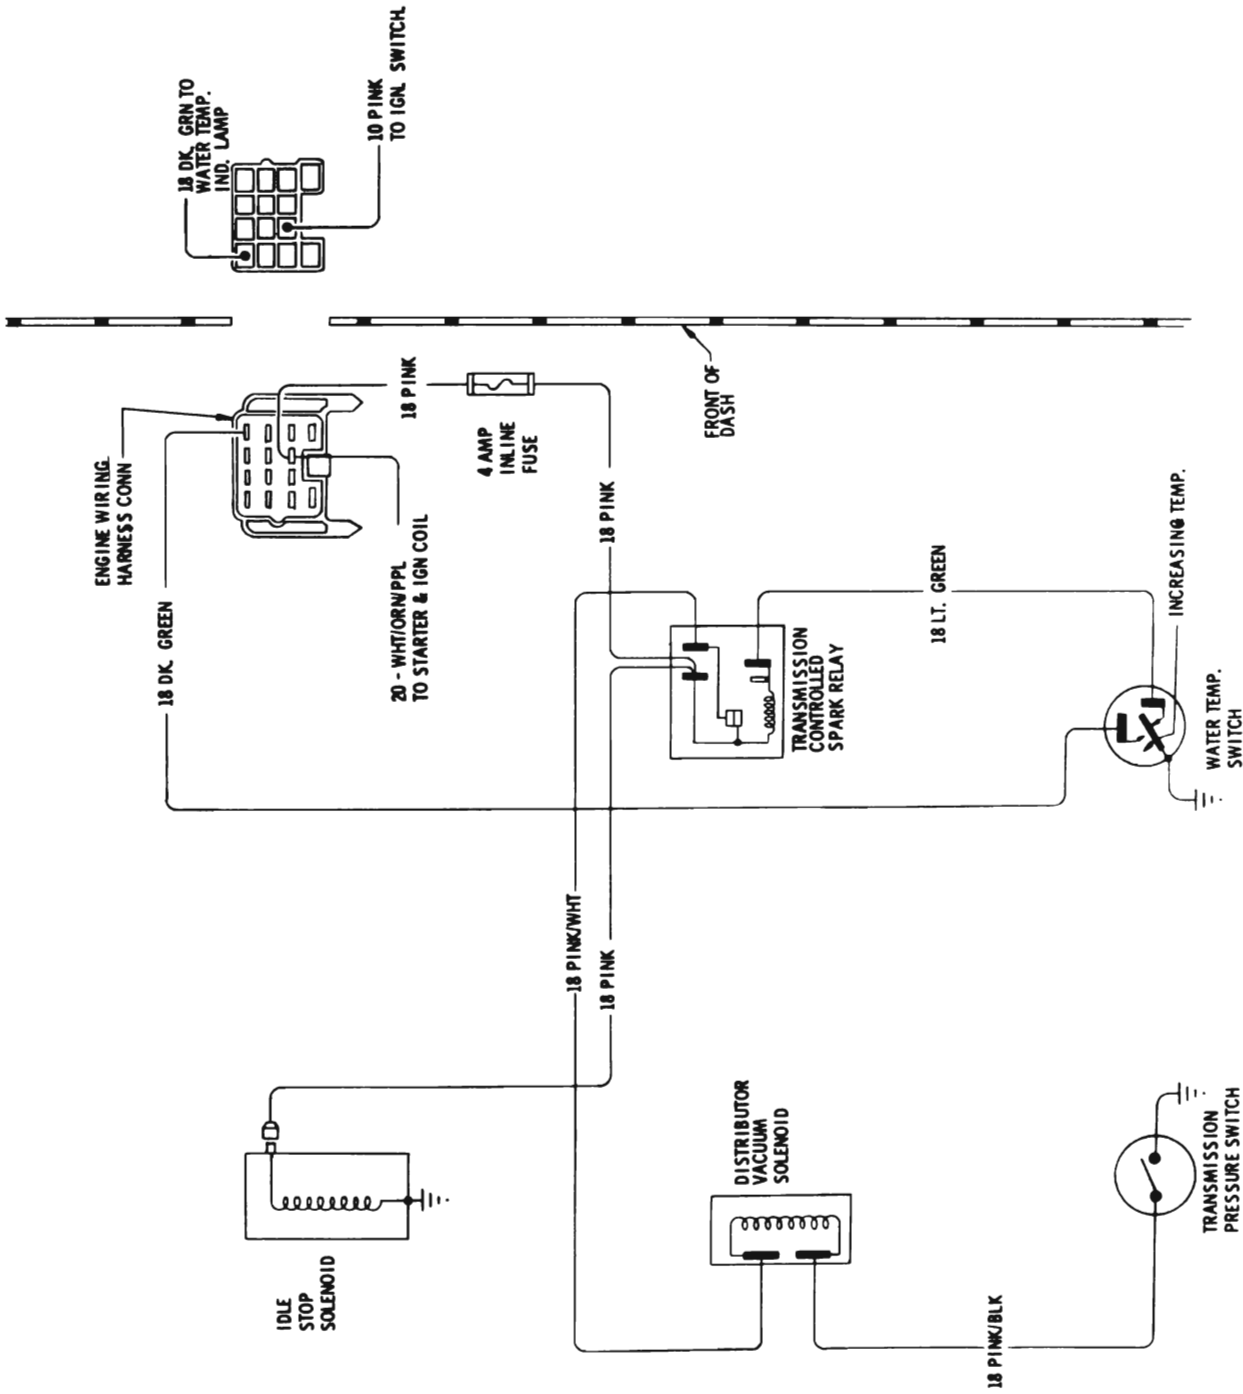 18 DK. GRN TO
WATER TEMP.
IND. LAMP
10 PINK
TO IGN. SWITCH.
ENGINE WIRING
HARNESS CONN
18 PINK
4 AMP
INLINE
FUSE
FRONT OF
DASH
18 DK. GREEN
20 - WHT/ORN/PPL
TO STARTER & IGN COIL
18 PINK
TRANSMISSION
CONTROLLED
SPARK RELAY
18 LT. GREEN
INCREASING TEMP.
WATER TEMP.
SWITCH
18 PINK/WHT
18 PINK
IDLE
STOP
SOLENOID
DISTRIBUTOR
VACUUM
SOLENOID
18 PINK/BLK
TRANSMISSION
PRESSURE SWITCH